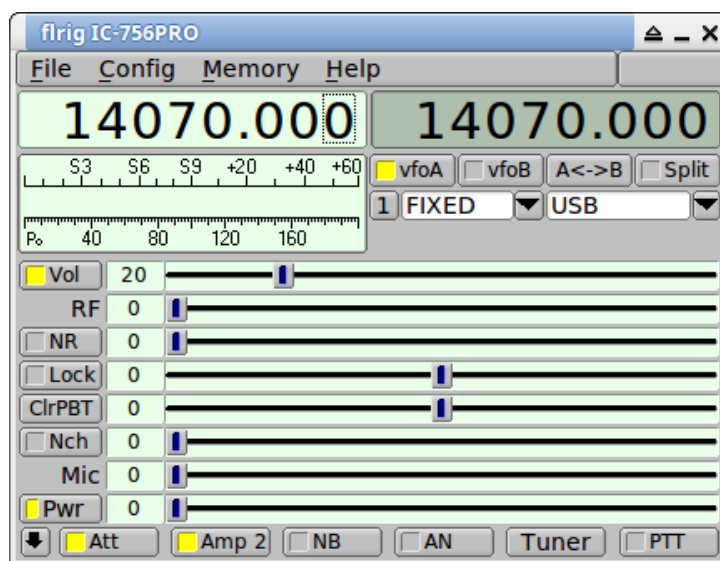 flrig IC-756PRO
File Config Memory Help
14070.000 14070.000
S3 S6 S9 +20 +40 +60
vfoA vfoB A<->B Split
1 FIXED USB
Po 40 80 120 160
Vol 20
RF 0
NR 0
Lock 0
ClrPBT 0
Nch 0
Mic 0
Pwr 0
Att Amp 2 NB AN Tuner PTT